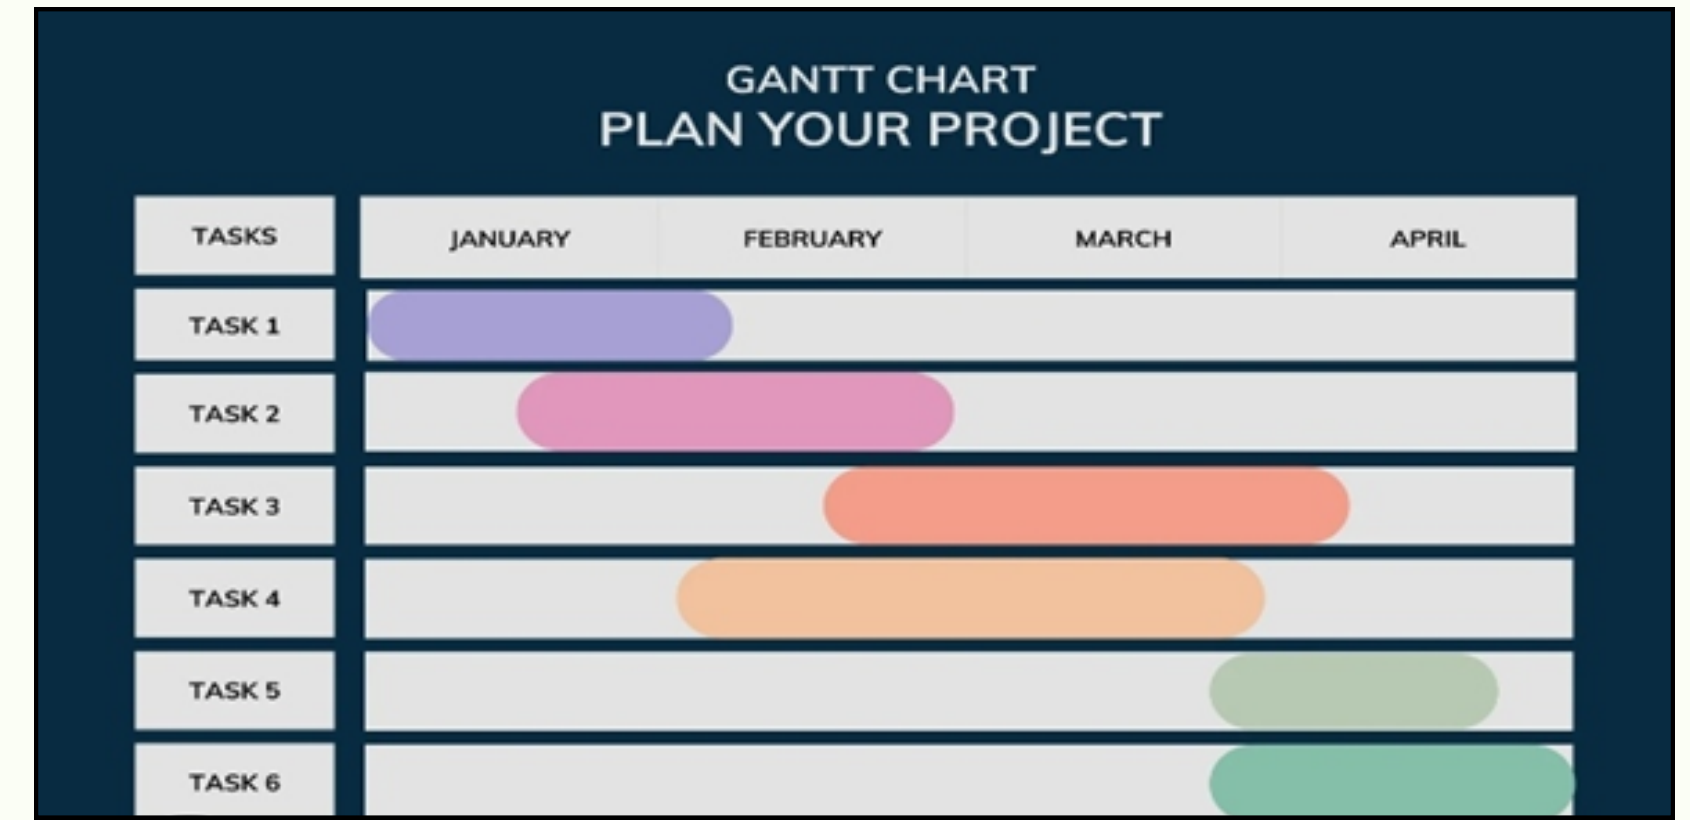 GANTT CHART
PLAN YOUR PROJECT
TASKS JANUARY FEBRUARY MARCH APRIL
TASK 1
TASK 2
TASK 3
TASK 4
TASK 5
TASK 6